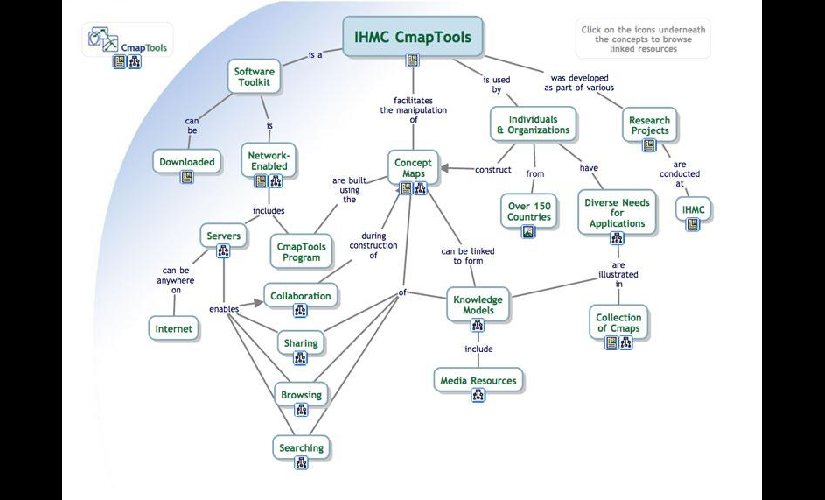 IHMC CmapTools
Click on the icons underneath
the concepts to browse
linked resources
CmapTools
is a
Software
Toolkit
is used
by
was developed
as part of various
facilitates
the manipulation
of
can
be
is
Individuals
& Organizations
Research
Projects
Downloaded
Network-
Enabled
Concept
Maps
construct
from
have
are
conducted
at
are built
using
the
includes
Over 150
Countries
Diverse Needs
for
Applications
IHMC
Servers
CmapTools
Program
during
construction
of
can be linked
to form
can be
anywhere
on
are
illustrated
in
Collaboration
of
Knowledge
Models
enables
Internet
Sharing
Collection
of Cmaps
include
Media Resources
Browsing
Searching